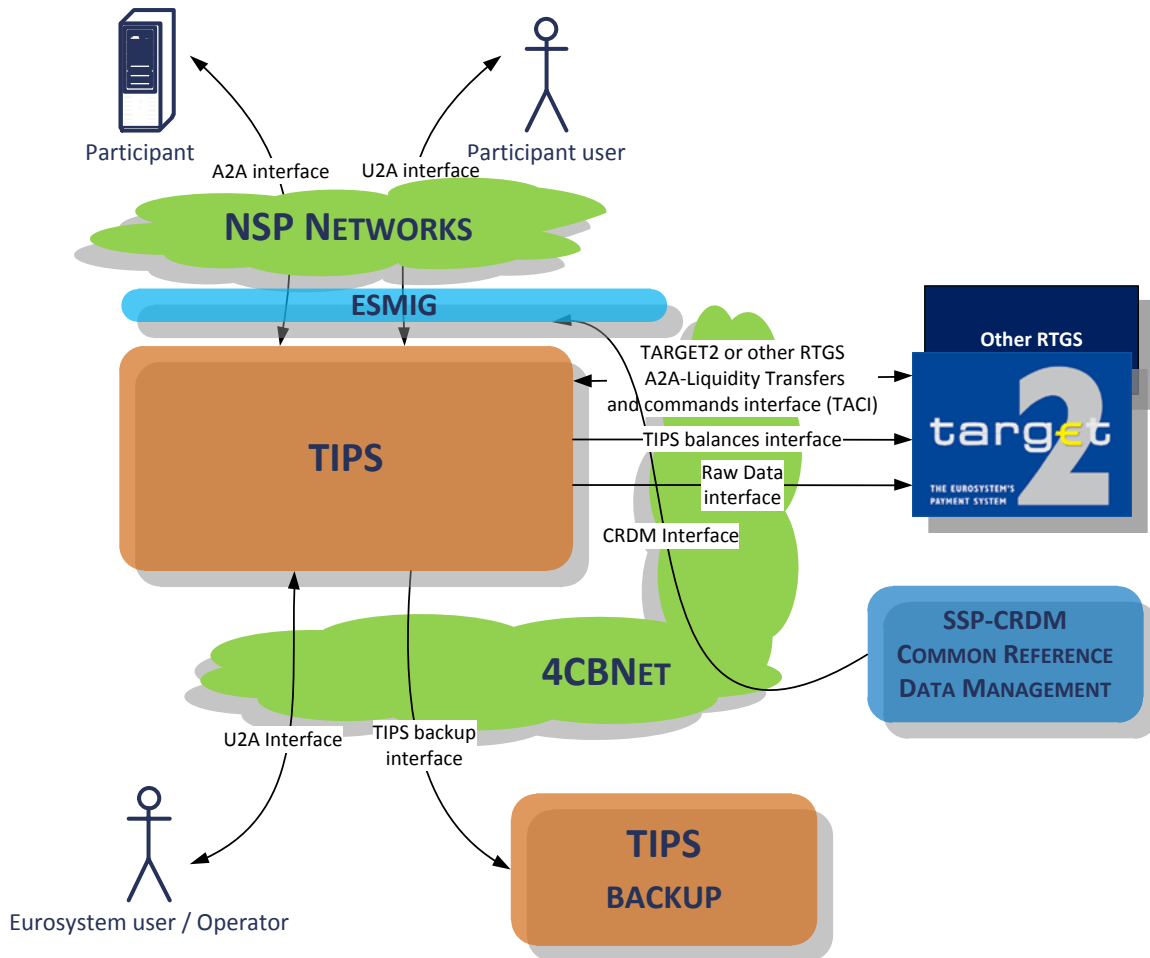 Participant
Participant user
A2A interface
U2A interface
NSP NETWORKS
ESMIG
TIPS
TARGET2 or other RTGS
A2A-Liquidity Transfers
and commands interface (TACI)
TIPS balances interface
Raw Data
interface
CRDM Interface
Other RTGS
target
2
THE EUROSYSTEM'S
PAYMENT SYSTEM
SSP-CRDM
COMMON REFERENCE
DATA MANAGEMENT
4CBNET
U2A Interface
TIPS backup
interface
TIPS
BACKUP
Eurosystem user / Operator